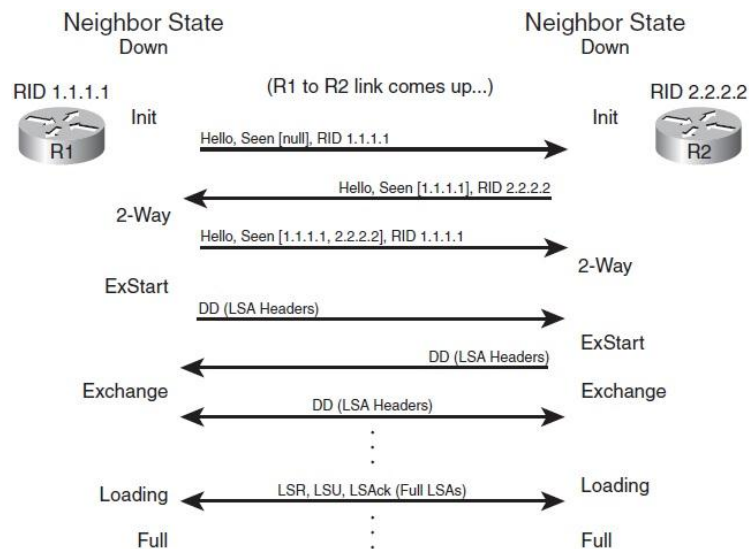 Neighbor State
Down
Neighbor State
Down
RID 1.1.1.1
(R1 to R2 link comes up...)
RID 2.2.2.2
Init
Init
R1
R2
Hello, Seen [null], RID 1.1.1.1
Hello, Seen [1.1.1.1], RID 2.2.2.2
2-Way
Hello, Seen [1.1.1.1, 2.2.2.2], RID 1.1.1.1
2-Way
ExStart
DD (LSA Headers)
ExStart
DD (LSA Headers)
Exchange
Exchange
DD (LSA Headers)
Loading
LSR, LSU, LSAck (Full LSAs)
Loading
Full
Full